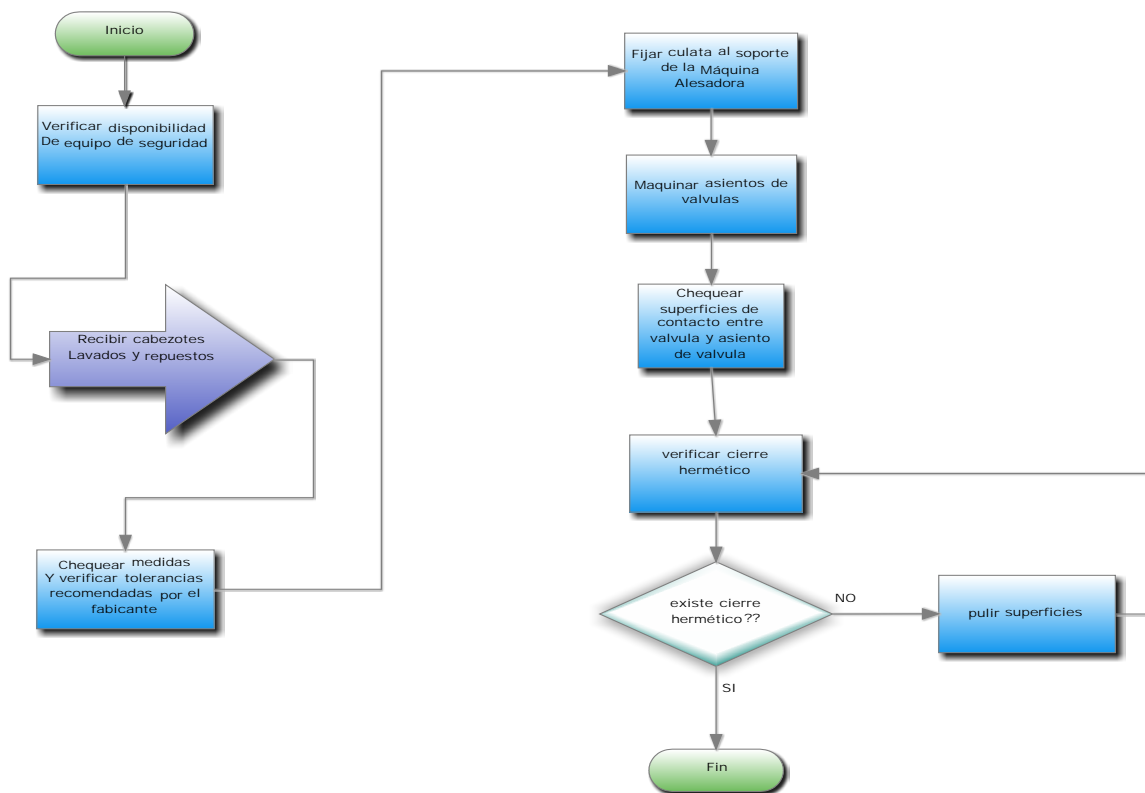 Inicio
Verificar disponibilidad
De equipo de seguridad
Recibir cabezotes
Lavados y repuestos
Chequear medidas
Y verificar tolerancias
recomendadas por el
fabicante
Fijar culata al soporte
de la Máquina
Alesadora
Maquinar asientos de
valvulas
Chequear
superficies de
contacto entre
valvula y asiento
de valvula
verificar cierre
hermético
existe cierre
hermético??
NO
pulir superficies
SI
Fin